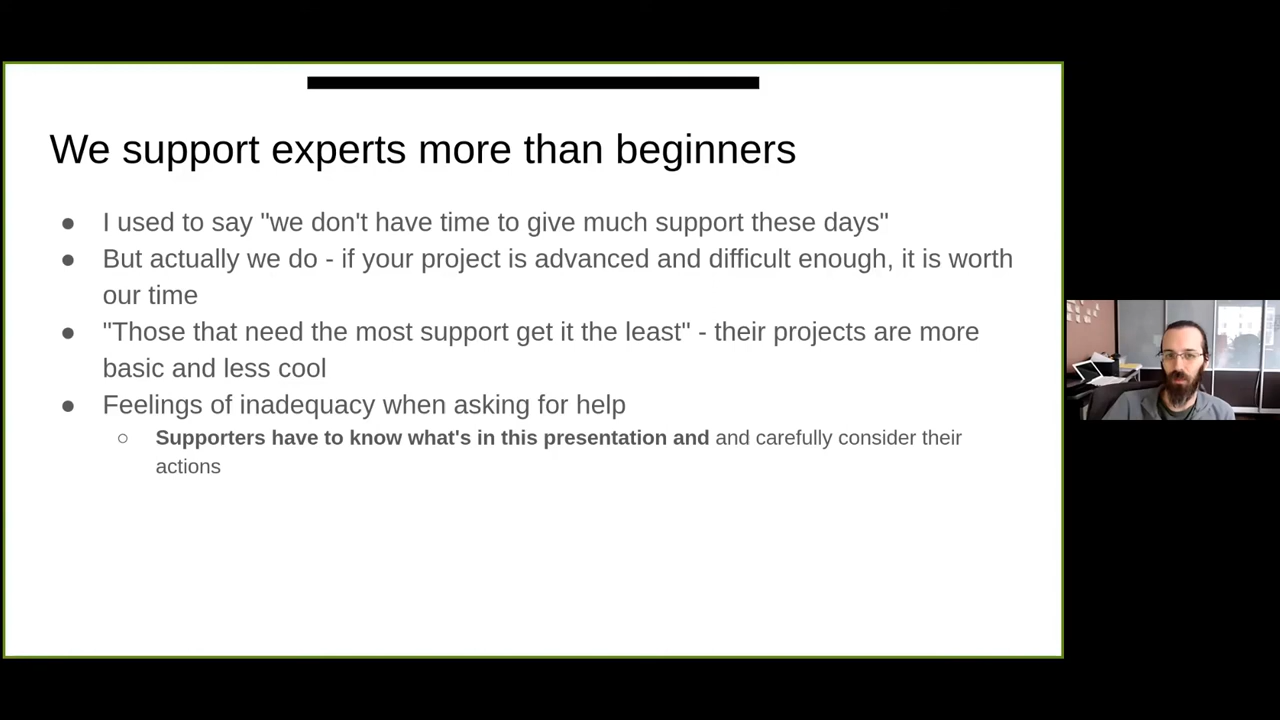 We support experts more than beginners
● I used to say "we don't have time to give much support these days"
● But actually we do - if your project is advanced and difficult enough, it is worth
our time
● "Those that need the most support get it the least" - their projects are more
basic and less cool
● Feelings of inadequacy when asking for help
○ Supporters have to know what's in this presentation and and carefully consider their
actions